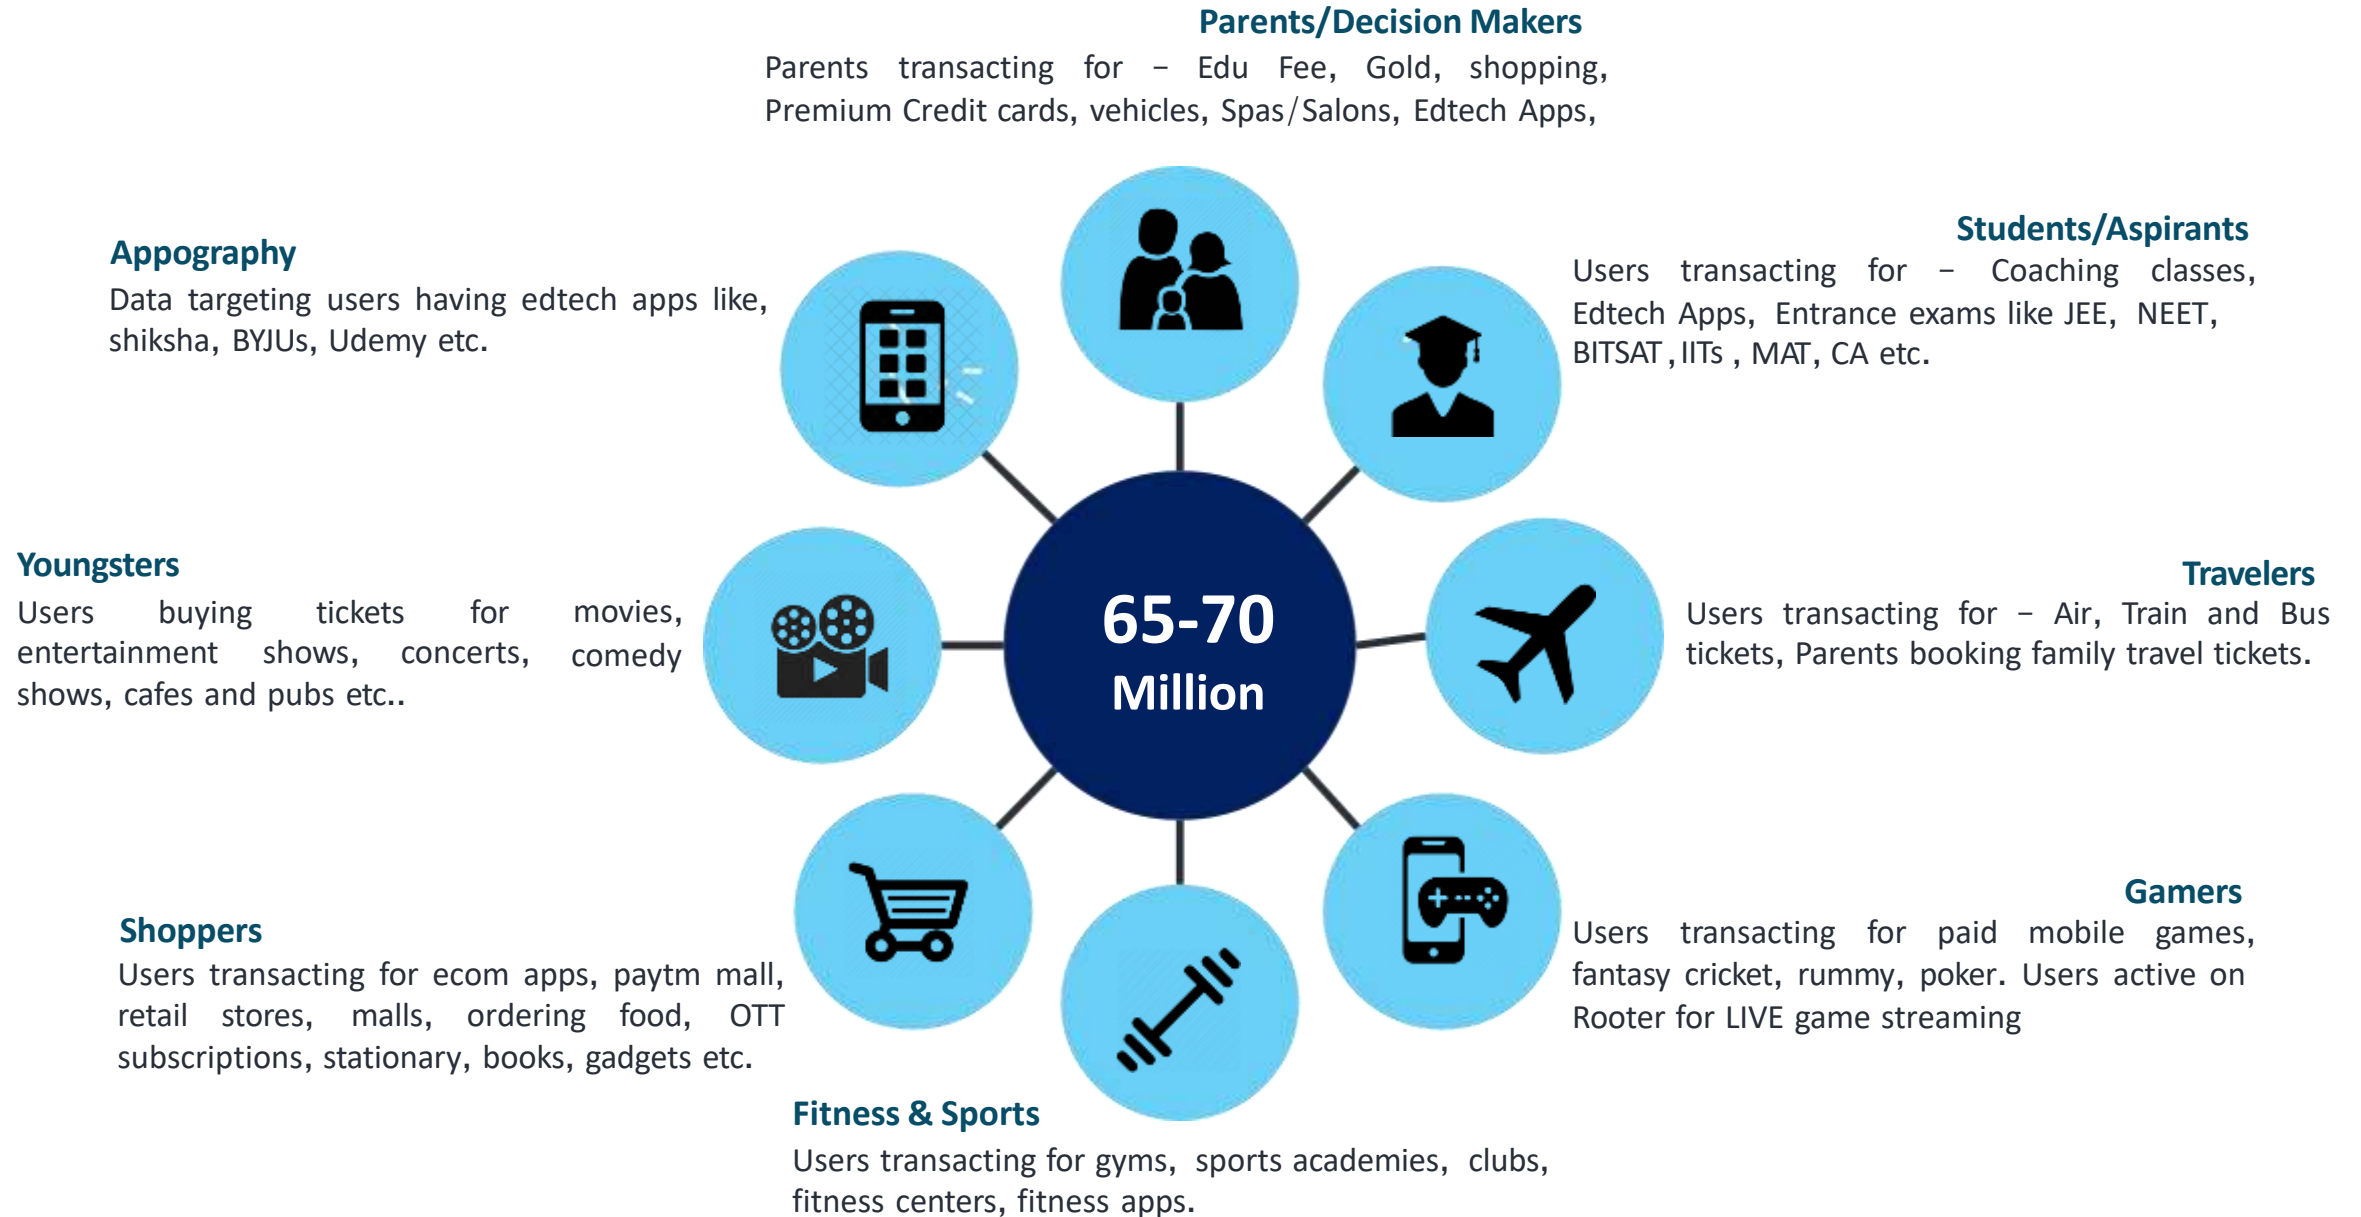 Parents/Decision Makers
Parents transacting for – Edu Fee, Gold, shopping,
Premium Credit cards, vehicles, Spas/Salons, Edtech Apps,
Students/Aspirants
Users transacting for – Coaching classes,
Edtech Apps, Entrance exams like JEE, NEET,
BITSAT , IITs , MAT, CA etc.
Travelers
Users transacting for – Air, Train and Bus
tickets, Parents booking family travel tickets.
Gamers
Users transacting for paid mobile games,
fantasy cricket, rummy, poker. Users active on
Rooter for LIVE game streaming
Fitness & Sports
Users transacting for gyms, sports academies, clubs,
fitness centers, fitness apps.
Shoppers
Users transacting for ecom apps, paytm mall,
retail stores, malls, ordering food, OTT
subscriptions, stationary, books, gadgets etc.
Youngsters
Users buying tickets for movies,
entertainment shows, concerts, comedy
shows, cafes and pubs etc..
Appography
Data targeting users having edtech apps like,
shiksha, BYJUs, Udemy etc.
65-70
Million